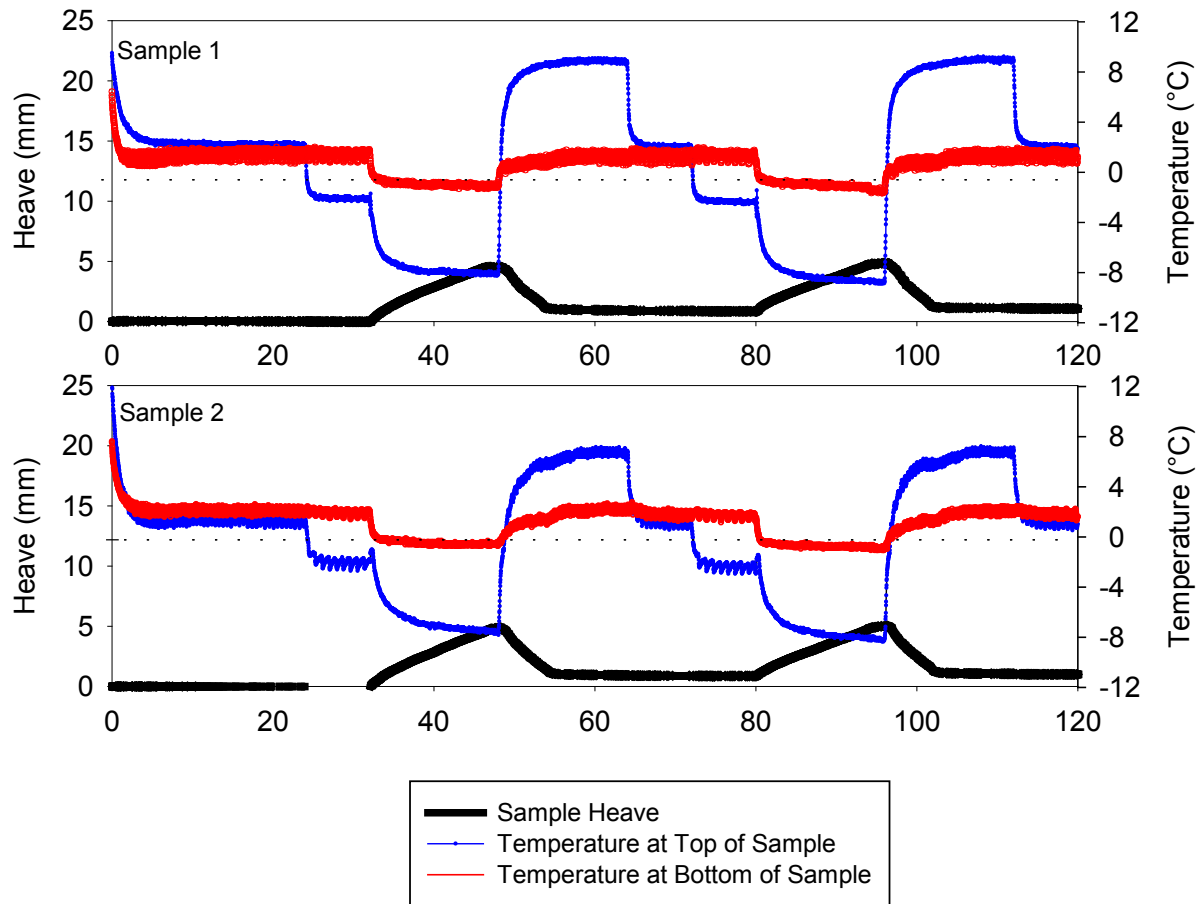 Sample 1
Heave (mm)
25
20
15
10
5
0
12
8
4
0
-4
-8
-12
Temperature (°C)
0 20 40 60 80 100 120
Sample 2
Heave (mm)
25
20
15
10
5
0
12
8
4
0
-4
-8
-12
Temperature (°C)
0 20 40 60 80 100 120
Sample Heave
Temperature at Top of Sample
Temperature at Bottom of Sample